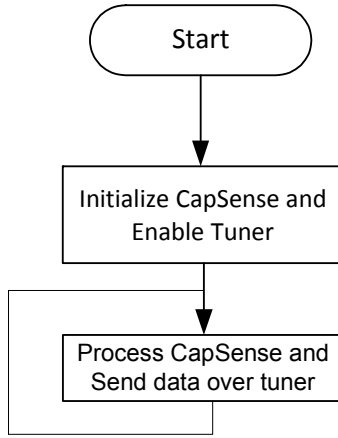 Start
Initialize CapSense and
Enable Tuner
Process CapSense and
Send data over tuner